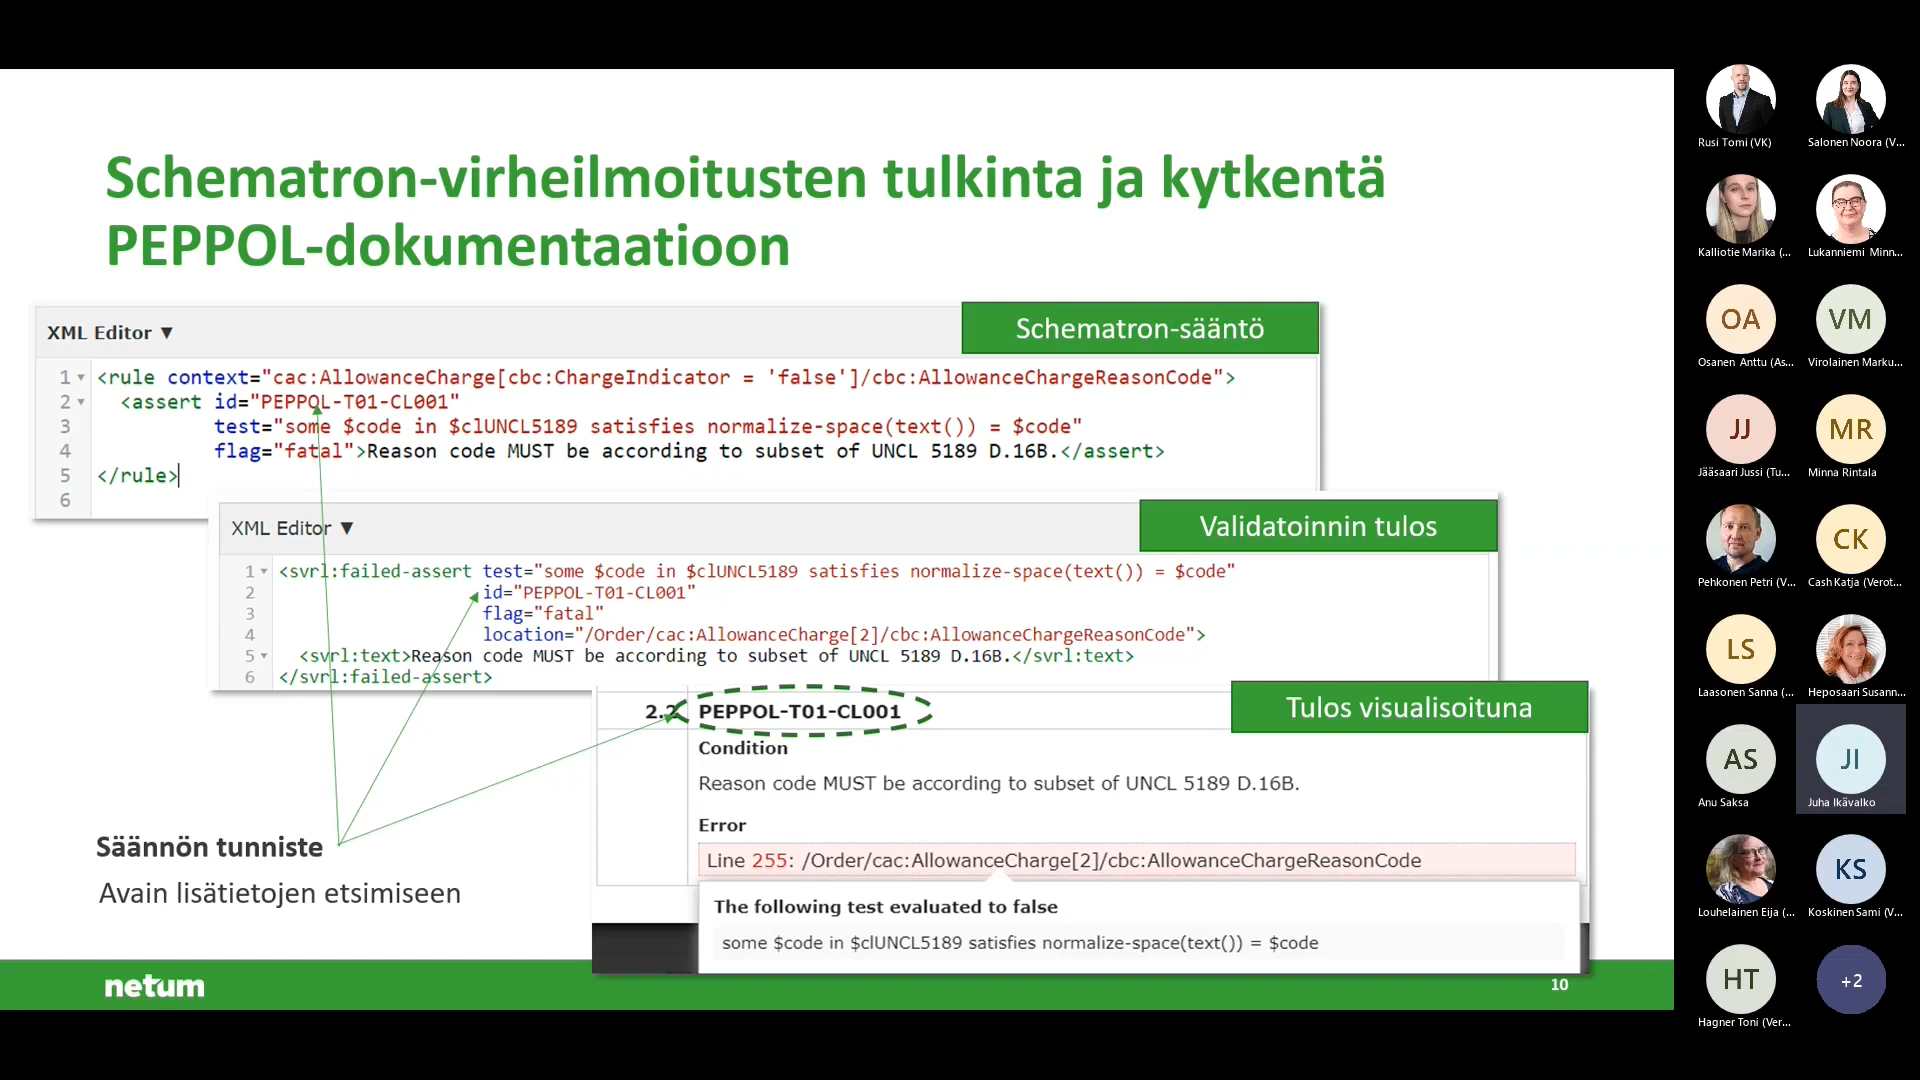 Schematron-virheilmoitusten tulkinta ja kytkentä
PEPPOL-dokumentaatioon
XML Editor ▼
Schematron-sääntö
1 <rule context="cac:AllowanceCharge[cbc:ChargeIndicator = 'false']/cbc:AllowanceChargeReasonCode">
2 <assert id="PEPPOL-T01-CL001"
3 test="some $code in $clUNCL5189 satisfies normalize-space(text()) = $code"
4 flag="fatal">Reason code MUST be according to subset of UNCL 5189 D.16B.</assert>
5 </rule>
6
XML Editor ▼
Validatoinnin tulos
1 <svrl:failed-assert test="some $code in $clUNCL5189 satisfies normalize-space(text()) = $code"
2 id="PEPPOL-T01-CL001"
3 flag="fatal"
4 location="/Order/cac:AllowanceCharge[2]/cbc:AllowanceChargeReasonCode">
5 <svrl:text>Reason code MUST be according to subset of UNCL 5189 D.16B.</svrl:text>
6 </svrl:failed-assert>
2.2 PEPPOL-T01-CL001
Tulos visualisoituna
Condition
Reason code MUST be according to subset of UNCL 5189 D.16B.
Error
Line 255: /Order/cac:AllowanceCharge[2]/cbc:AllowanceChargeReasonCode
The following test evaluated to false
some $code in $clUNCL5189 satisfies normalize-space(text()) = $code
Säännön tunniste
Avain lisätietojen etsimiseen
netum
10
Rusi Tomi (VK)
Salonen Noora (V...
Kalliotie Marika (...
Lukanniemi Minn...
OA
VM
Osanen Anttu (As...
Virolainen Marku...
JJ
MR
Jääsaari Jussi (Tu...
Minna Rintala
CK
Pehkonen Petri (V...
Cash Katja (Verot...
LS
Laasonen Sanna (...
Heposaari Susann...
AS
JI
Anu Saksa
Juha Ikävalko
KS
Louhelainen Eija (...
Koskinen Sami (V...
HT
+2
Hagner Toni (Ver...